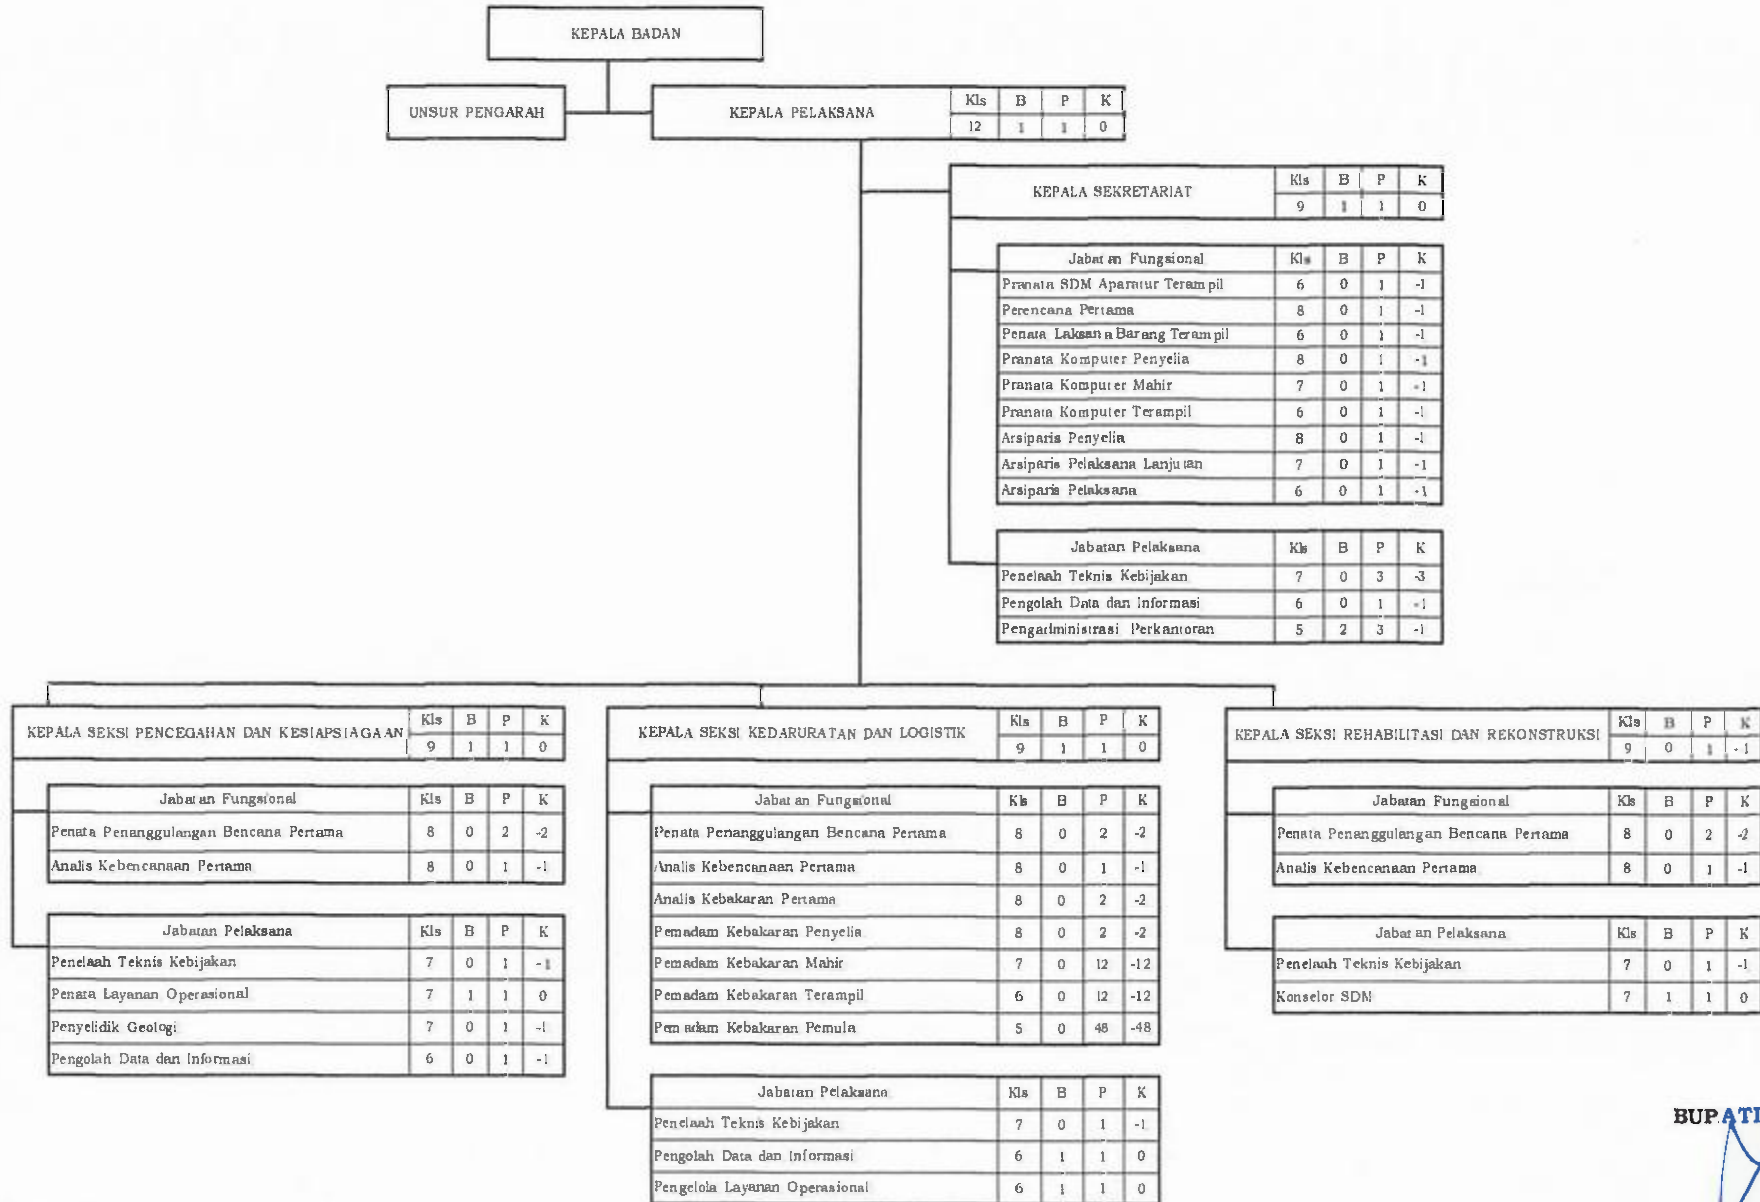 KEPALA BADAN
UNSUR PENGARAH
KEPALA PELAKSANA
Kls B P K
12 1 1 0
KEPALA SEKRETARIAT
Kls B P K
9 1 1 0
Jabatan Fungsional Kls B P K
Pranata SDM Aparatur Terampil 6 0 1 -1
Perencana Pertama 8 0 1 -1
Penata Laksana Barang Terampil 6 0 1 -1
Pranata Komputer Penyelia 8 0 1 -1
Pranata Komputer Mahir 7 0 1 -1
Pranata Komputer Terampil 6 0 1 -1
Arsiparis Penyelia 8 0 1 -1
Arsiparis Pelaksana Lanjutan 7 0 1 -1
Arsiparis Pelaksana 6 0 1 -1
Jabatan Pelaksana Kls B P K
Penelaah Teknis Kebijakan 7 0 3 -3
Pengolah Data dan Informasi 6 0 1 -1
Pengadministrasi Perkantoran 5 2 3 -1
KEPALA SEKSI PENCEGAHAN DAN KESIAPSIAGAAN
Kls B P K
9 1 1 0
Jabatan Fungsional Kls B P K
Penata Penanggulangan Bencana Pertama 8 0 2 -2
Analis Kebencanaan Pertama 8 0 1 -1
Jabatan Pelaksana Kls B P K
Penelaah Teknis Kebijakan 7 0 1 -1
Penata Layanan Operasional 7 1 1 0
Penyelidik Geologi 7 0 1 -1
Pengolah Data dan Informasi 6 0 1 -1
KEPALA SEKSI KEDARURATAN DAN LOGISTIK
Kls B P K
9 1 1 0
Jabatan Fungsional Kls B P K
Penata Penanggulangan Bencana Pertama 8 0 2 -2
Analis Kebencanaan Pertama 8 0 1 -1
Analis Kebakaran Pertama 8 0 2 -2
Pemadam Kebakaran Penyelia 8 0 2 -2
Pemadam Kebakaran Mahir 7 0 12 -12
Pemadam Kebakaran Terampil 6 0 12 -12
Pemadam Kebakaran Pemula 5 0 48 -48
Jabatan Pelaksana Kls B P K
Penelaah Teknis Kebijakan 7 0 1 -1
Pengolah Data dan Informasi 6 1 1 0
Pengelola Layanan Operasional 6 1 1 0
KEPALA SEKSI REHABILITASI DAN REKONSTRUKSI
Kls B P K
9 0 1 -1
Jabatan Fungsional Kls B P K
Penata Penanggulangan Bencana Pertama 8 0 2 -2
Analis Kebencanaan Pertama 8 0 1 -1
Jabatan Pelaksana Kls B P K
Penelaah Teknis Kebijakan 7 0 1 -1
Konselor SDM 7 1 1 0
BUPATI